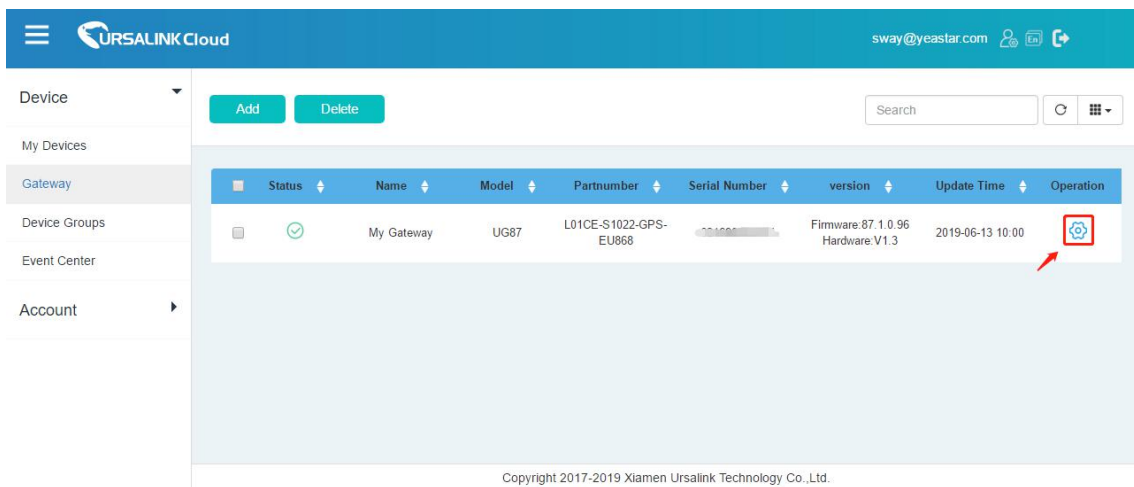 URSALINK Cloud
sway@yeastar.com
En
Device
Add
Delete
Search
My Devices
Gateway
Status
Name
Model
Partnumber
Serial Number
version
Update Time
Operation
My Gateway
UG87
L01CE-S1022-GPS-
EU868
Firmware:87.1.0.96
Hardware:V1.3
2019-06-13 10:00
Device Groups
Event Center
Account
Copyright 2017-2019 Xiamen Ursalink Technology Co.,Ltd.